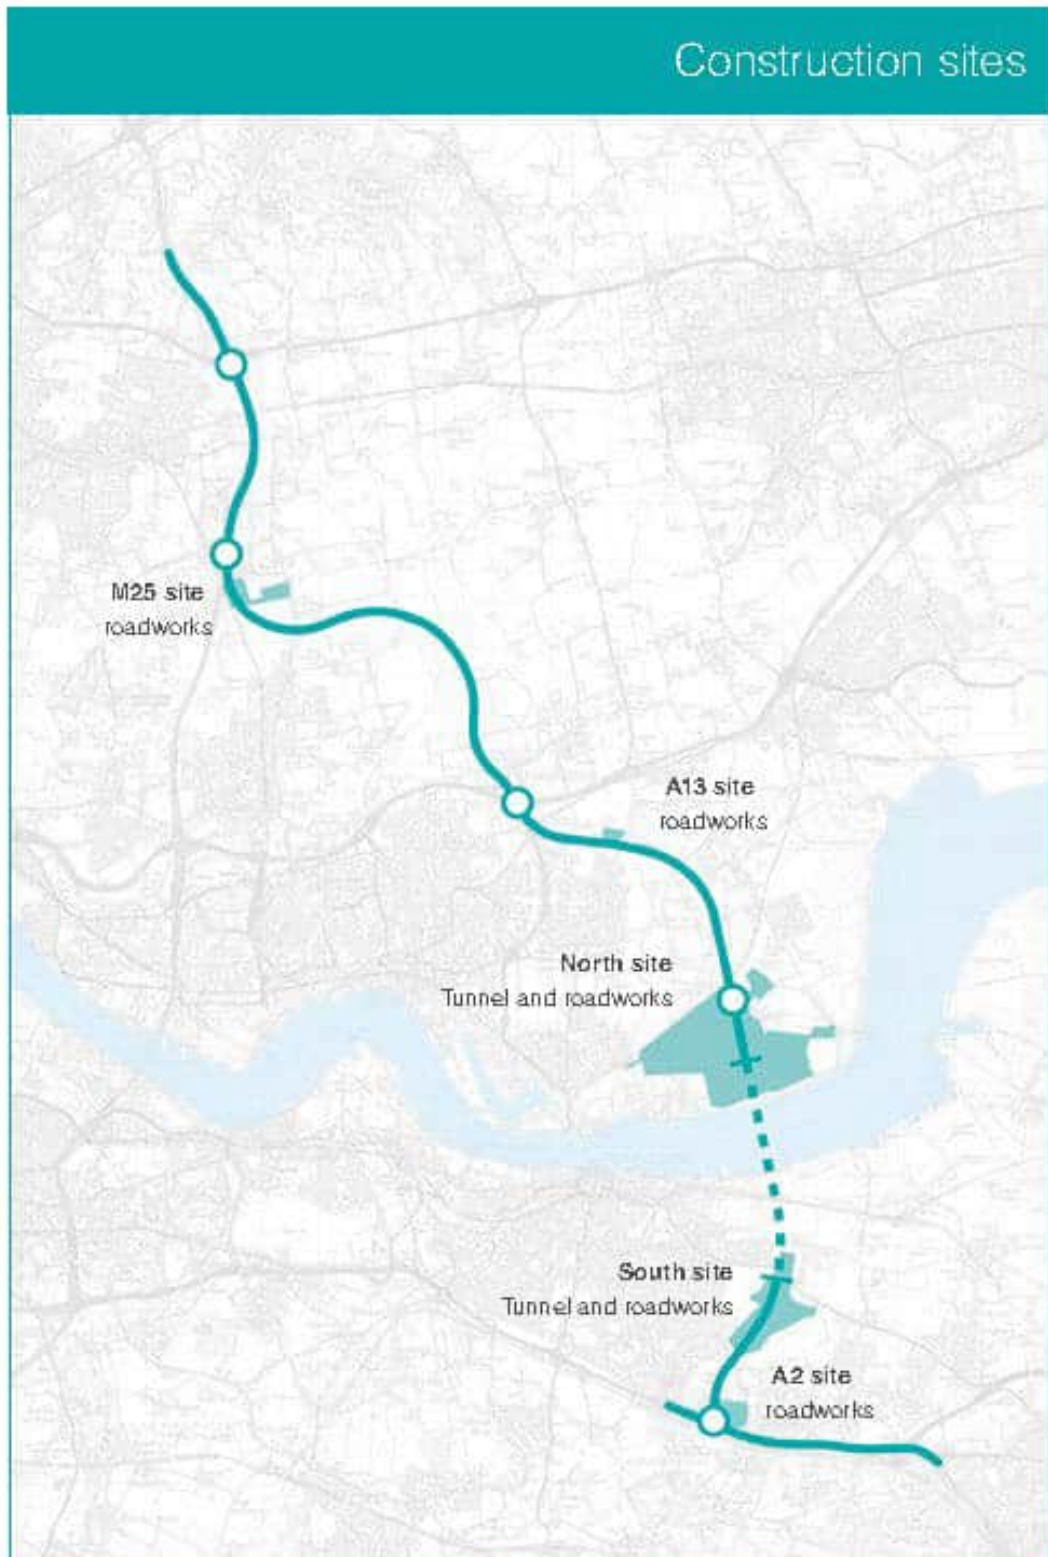 Construction sites
M25 site
roadworks
A13 site
roadworks
North site
Tunnel and roadworks
South site
Tunnel and roadworks
A2 site
roadworks